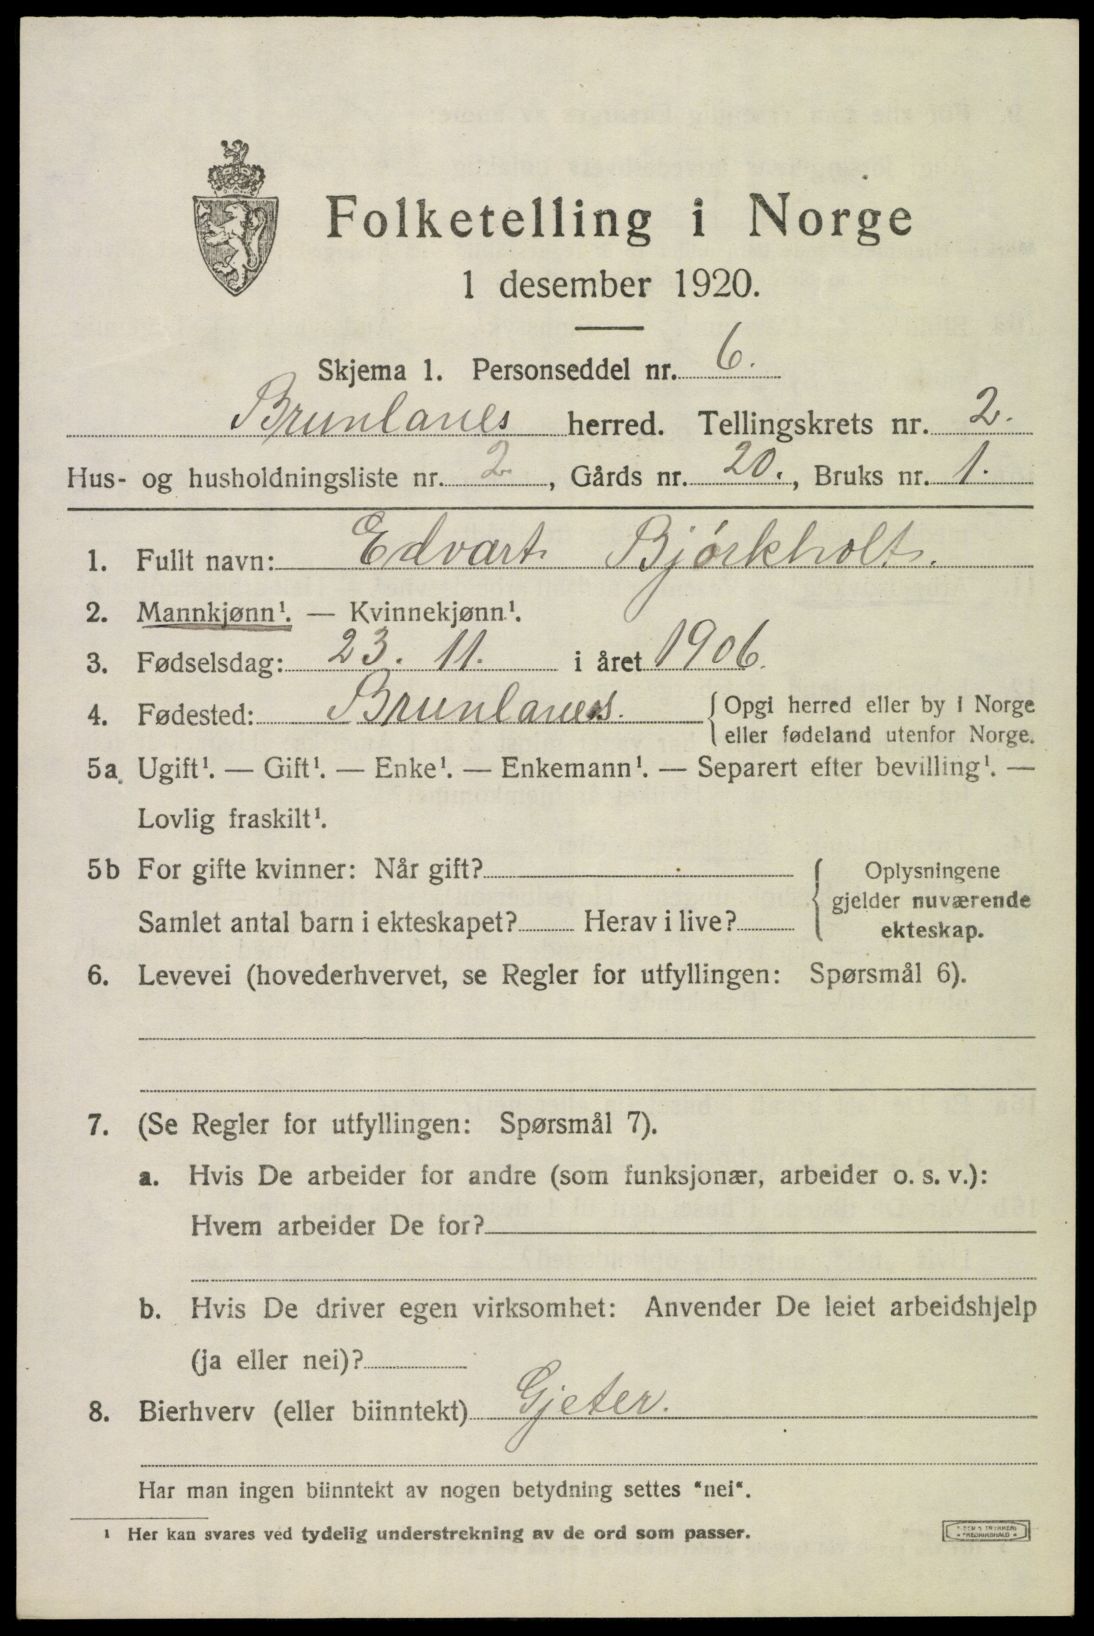 Folketelling i Norge
1 desember 1920.
Skjema 1. Personseddel nr. 6.
Brunlanes herred. Tellingskrets nr. 2.
Hus- og husholdningsliste nr. 2., Gårds nr. 20., Bruks nr. 1.
1. Fullt navn: Edvart Bjørkholt.
2. Mannkjønn¹. — Kvinnekjønn¹.
3. Fødselsdag: 23. 11. i året 1906.
4. Fødested: Brunlanes. { Opgi herred eller by i Norge
eller fødeland utenfor Norge.
5a Ugift¹. — Gift¹. — Enke¹. — Enkemann¹. — Separert efter bevilling¹. —
Lovlig fraskilt¹.
5b For gifte kvinner: Når gift? { Oplysningene
gjelder nuværende
Samlet antal barn i ekteskapet? Herav i live? ekteskap.
6. Levevei (hovederhvervet, se Regler for utfyllingen: Spørsmål 6).
7. (Se Regler for utfyllingen: Spørsmål 7).
a. Hvis De arbeider for andre (som funksjonær, arbeider o. s. v.):
Hvem arbeider De for?
b. Hvis De driver egen virksomhet: Anvender De leiet arbeidshjelp
(ja eller nei)?
8. Bierhverv (eller biinntekt) Gjeter.
Har man ingen biinntekt av nogen betydning settes "nei".
¹ Her kan svares ved tydelig understrekning av de ord som passer.